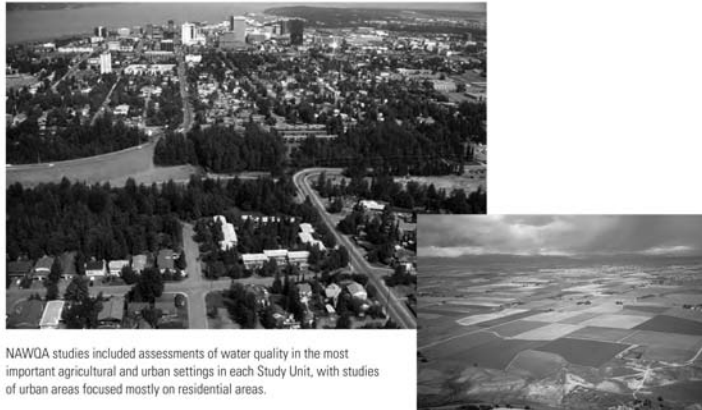 NAWQA studies included assessments of water quality in the most
important agricultural and urban settings in each Study Unit, with studies
of urban areas focused mostly on residential areas.